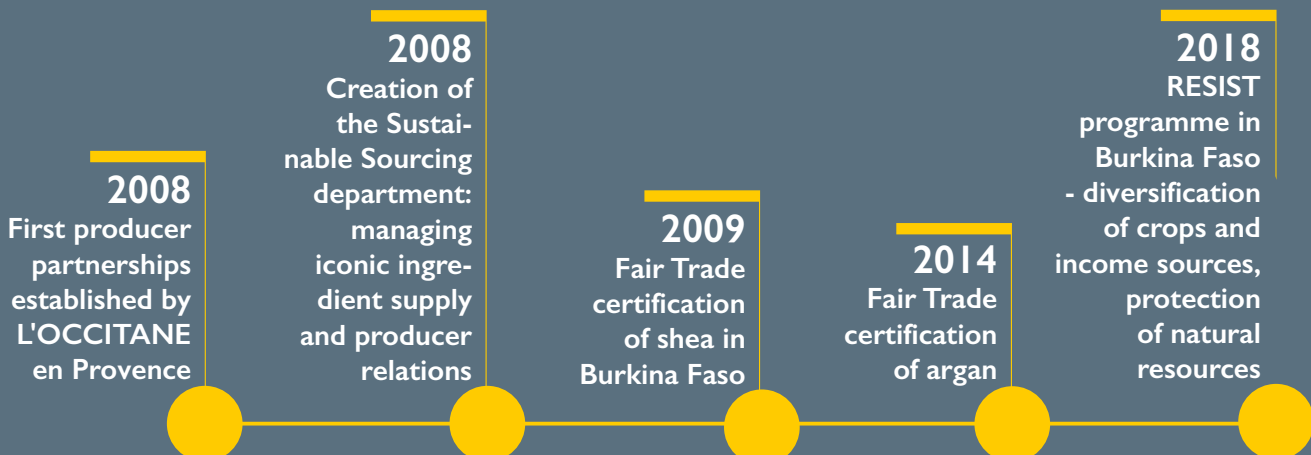 2008
First producer
partnerships
established by
L'OCCITANE
en Provence
2008
Creation of
the Sustai-
nable Sourcing
department:
managing
iconic ingre-
dient supply
and producer
relations
2009
Fair Trade
certification
of shea in
Burkina Faso
2014
Fair Trade
certification
of argan
2018
RESIST
programme in
Burkina Faso
- diversification
of crops and
income sources,
protection
of natural
resources